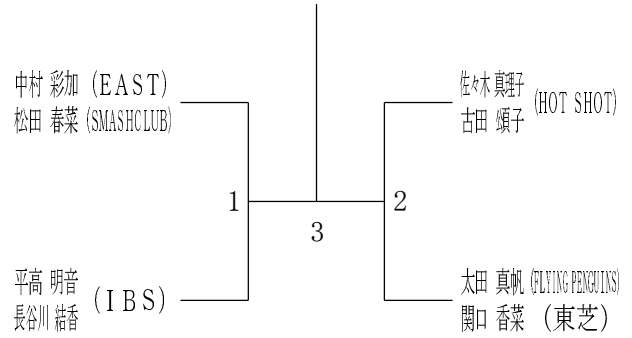 中村 彩加 (EAST)
松田 春菜 (SMASHCLUB)
佐々木 真理子
古田 頌子
(HOT SHOT)
1
2
3
平高 明音
長谷川 結香
(IBS)
太田 真帆 (FLYING PENGUINS)
関口 香菜 (東芝)